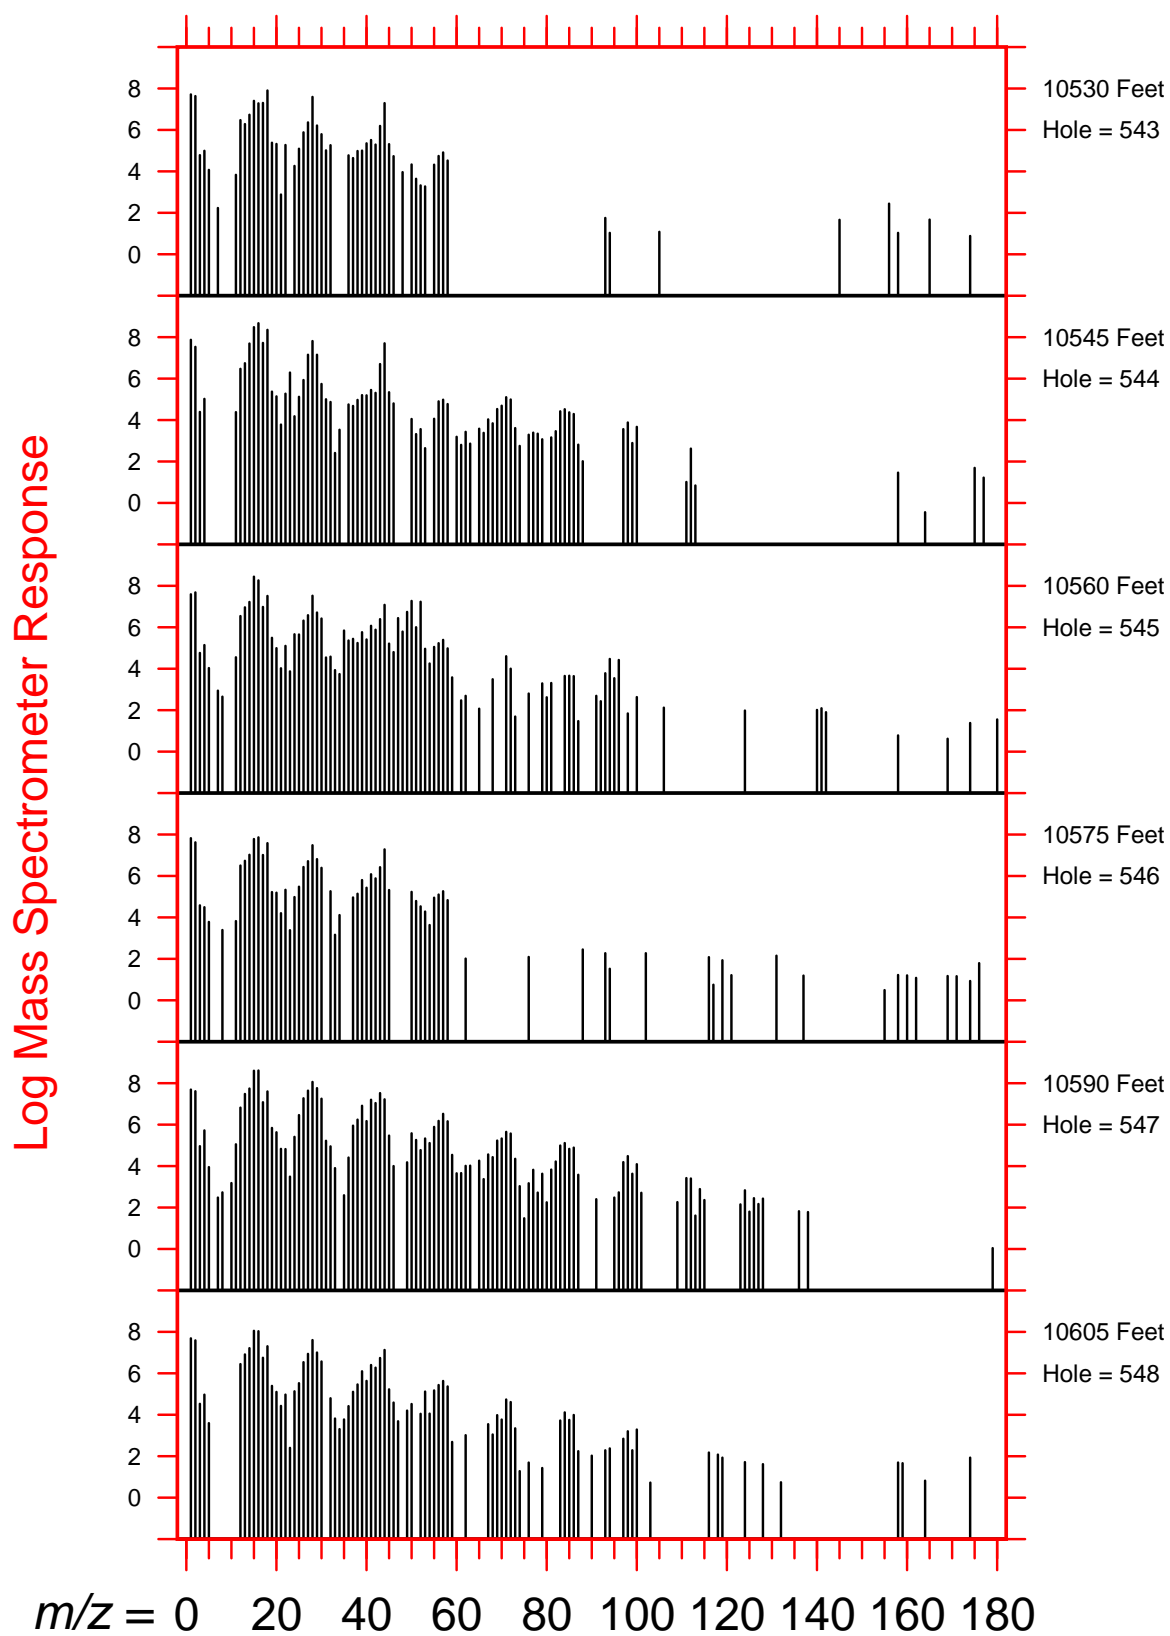 Log Mass Spectrometer Response
8
6
4
2
0
10530 Feet
Hole = 543
8
6
4
2
0
10545 Feet
Hole = 544
8
6
4
2
0
10560 Feet
Hole = 545
8
6
4
2
0
10575 Feet
Hole = 546
8
6
4
2
0
10590 Feet
Hole = 547
8
6
4
2
0
10605 Feet
Hole = 548
m/z = 0 20 40 60 80 100 120 140 160 180